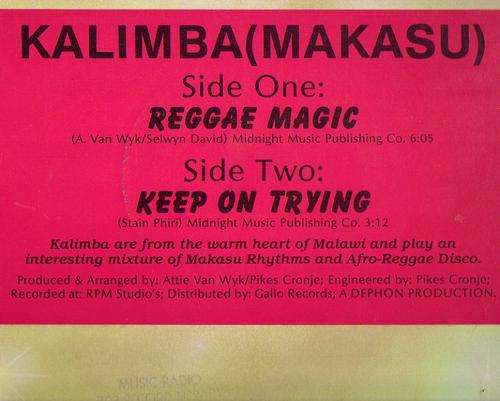 KALIMBA(MAKASU)
Side One:
REGGAE MAGIC
(A. Van Wyk/Selwyn David) Midnight Music Publishing Co. 6:05
Side Two:
KEEP ON TRYING
(Stain Phiri) Midnight Music Publishing Co. 3:12
Kalimba are from the warm heart of Malawi and play an
interesting mixture of Makasu Rhythms and Afro-Reggae Disco.
Produced & Arranged by: Attie Van Wyk/Pikes Cronje; Engineered by: Pikes Cronje;
Recorded at: RPM Studio's; Distributed by: Gallo Records; A DEPHON PRODUCTION.